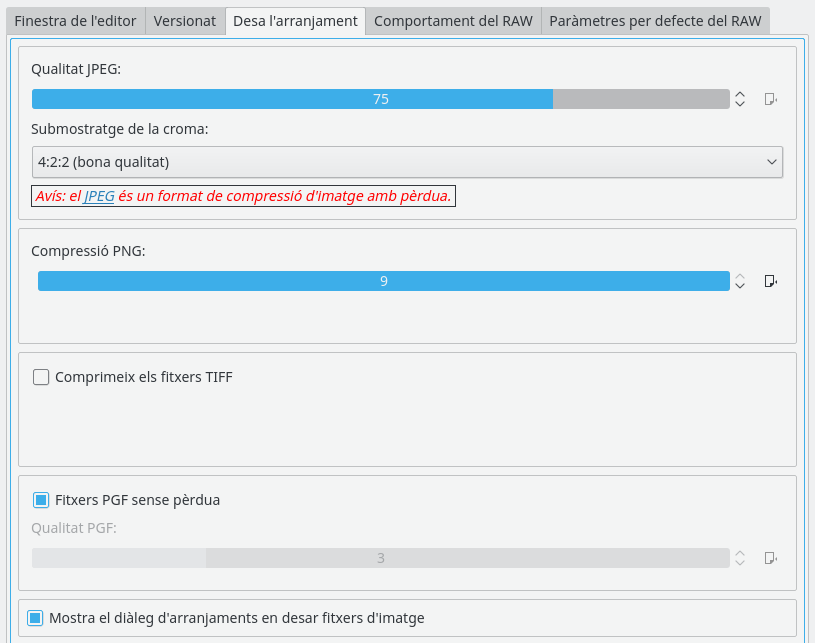 Finestra de l'editor Versionat Desa l'arranjament Comportament del RAW Paràmetres per defecte del RAW
Qualitat JPEG:
75
Submostratge de la croma:
4:2:2 (bona qualitat)
Avís: el JPEG és un format de compressió d'imatge amb pèrdua.
Compressió PNG:
9
Comprimeix els fitxers TIFF
Fitxers PGF sense pèrdua
Qualitat PGF:
3
Mostra el diàleg d'arranjaments en desar fitxers d'imatge